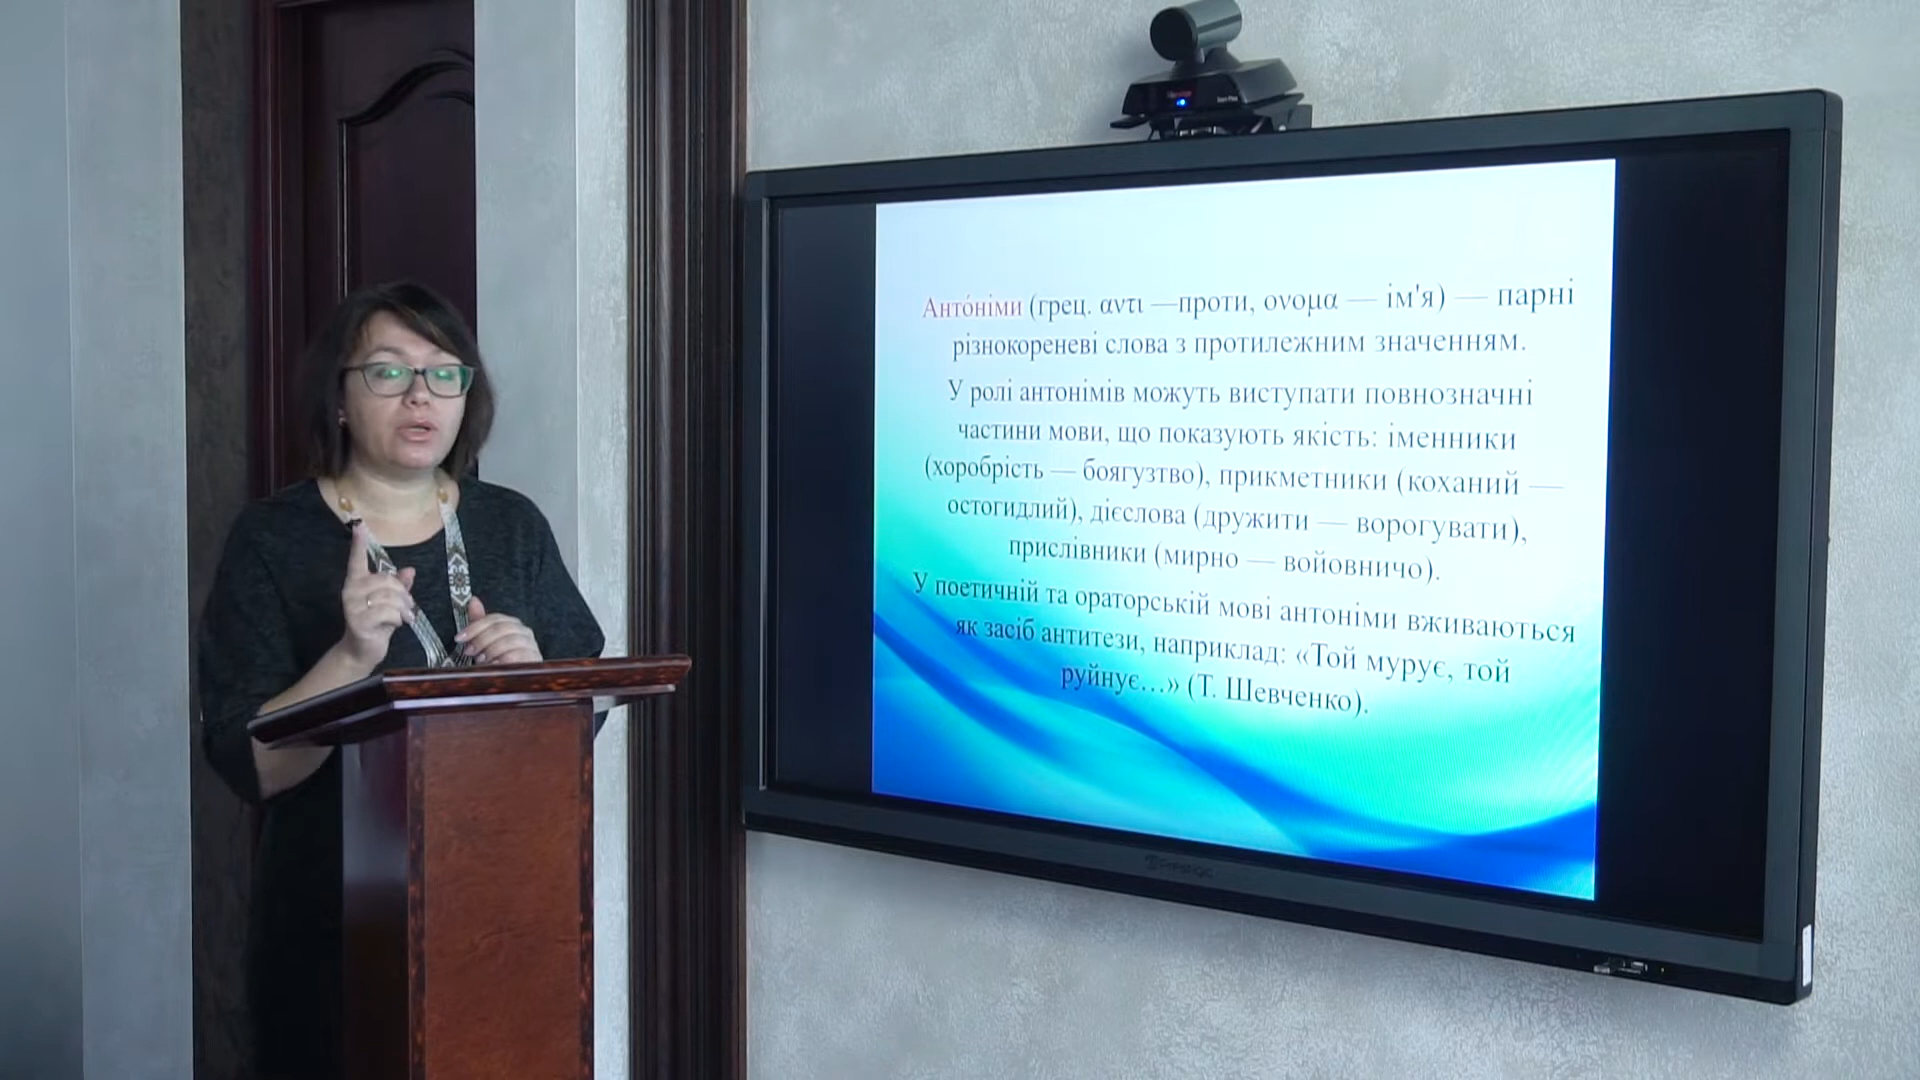 Анто́німи (грец. αντι —проти, ονομα — ім'я) — парні
різнокореневі слова з протилежним значенням.
У ролі антонімів можуть виступати повнозначні
частини мови, що показують якість: іменники
(хоробрість — боягузтво), прикметники (коханий —
остогидлий), дієслова (дружити — ворогувати),
прислівники (мирно — войовничо).
У поетичній та ораторській мові антоніми вживаються
як засіб антитези, наприклад: «Той мурує, той
руйнує…» (Т. Шевченко).